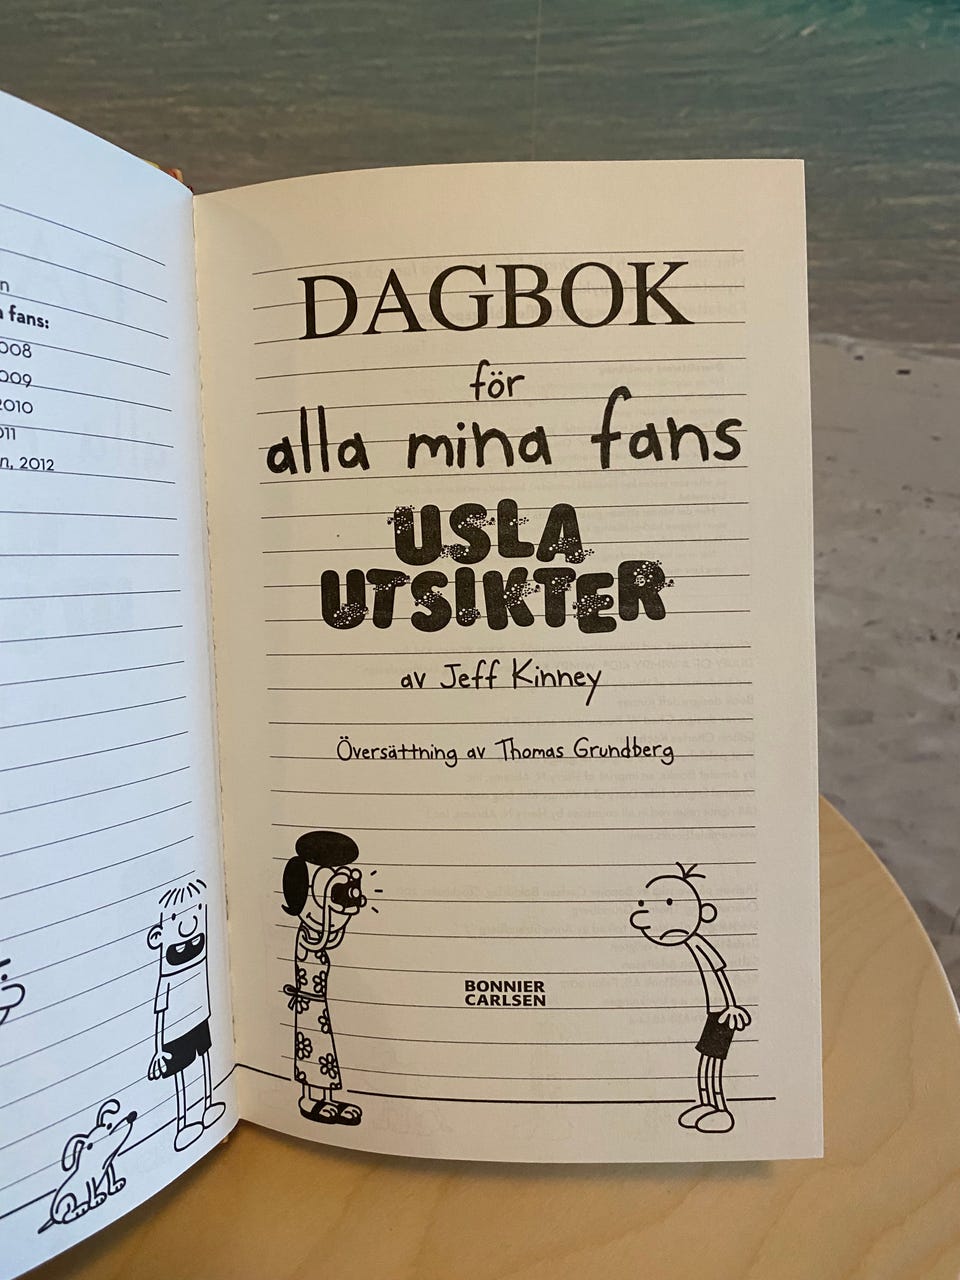 n
fans:
008
009
2010
011
n, 2012
DAGBOK
för
alla mina fans
USLA
UTSIKTER
av Jeff Kinney
Översättning av Thomas Grundberg
BONNIER
CARLSEN